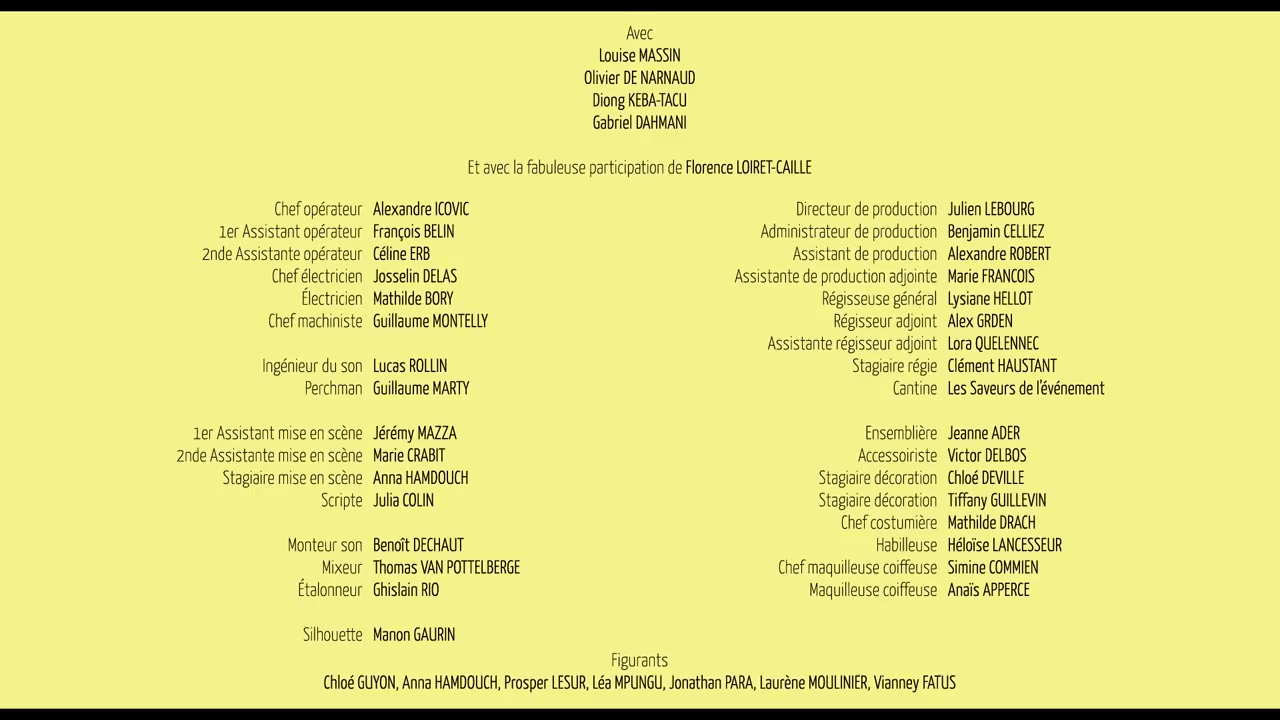 Avec
Louise MASSIN
Olivier DE NARNAUD
Diong KEBA-TACU
Gabriel DAHMANI
Et avec la fabuleuse participation de Florence LOIRET-CAILLE
Chef opérateur Alexandre ICOVIC
1er Assistant opérateur François BELIN
2nde Assistante opérateur Céline ERB
Chef électricien Josselin DELAS
Électricien Mathilde BORY
Chef machiniste Guillaume MONTELLY
Ingénieur du son Lucas ROLLIN
Perchman Guillaume MARTY
1er Assistant mise en scène Jérémy MAZZA
2nde Assistante mise en scène Marie CRABIT
Stagiaire mise en scène Anna HAMDOUCH
Scripte Julia COLIN
Monteur son Benoît DECHAUT
Mixeur Thomas VAN POTTELBERGE
Étalonneur Ghislain RIO
Silhouette Manon GAURIN
Directeur de production Julien LEBOURG
Administrateur de production Benjamin CELLIEZ
Assistant de production Alexandre ROBERT
Assistante de production adjointe Marie FRANCOIS
Régisseuse général Lysiane HELLOT
Régisseur adjoint Alex GRDEN
Assistante régisseur adjoint Lora QUELENNEC
Stagiaire régie Clément HAUSTANT
Cantine Les Saveurs de l'événement
Ensemblière Jeanne ADER
Accessoiriste Victor DELBOS
Stagiaire décoration Chloé DEVILLE
Stagiaire décoration Tiffany GUILLEVIN
Chef costumière Mathilde DRACH
Habilleuse Héloïse LANCESSEUR
Chef maquilleuse coiffeuse Simine COMMIEN
Maquilleuse coiffeuse Anaïs APPERCE
Figurants
Chloé GUYON, Anna HAMDOUCH, Prosper LESUR, Léa MPUNGU, Jonathan PARA, Laurène MOULINIER, Vianney FATUS